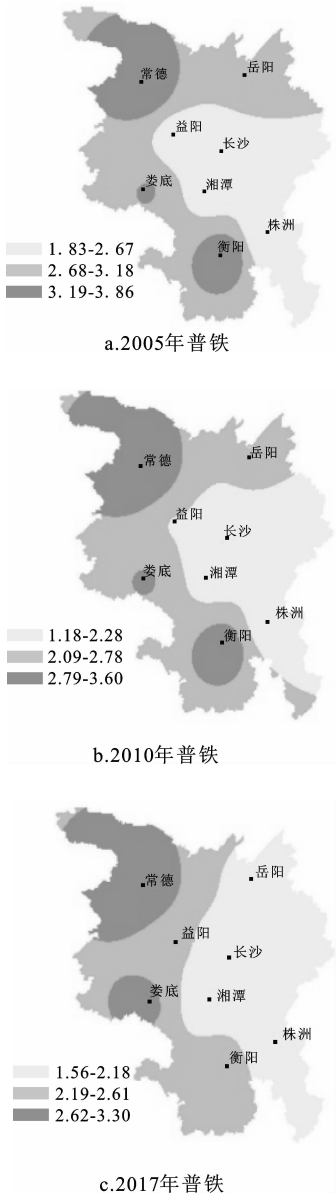 常德
岳阳
益阳
长沙
娄底
湘潭
株洲
衡阳
1.83-2.67
2.68-3.18
3.19-3.86
a.2005年普铁
岳阳
常德
益阳
长沙
娄底
湘潭
株洲
衡阳
1.18-2.28
2.09-2.78
2.79-3.60
b.2010年普铁
岳阳
常德
益阳
长沙
娄底
湘潭
株洲
衡阳
1.56-2.18
2.19-2.61
2.62-3.30
c.2017年普铁